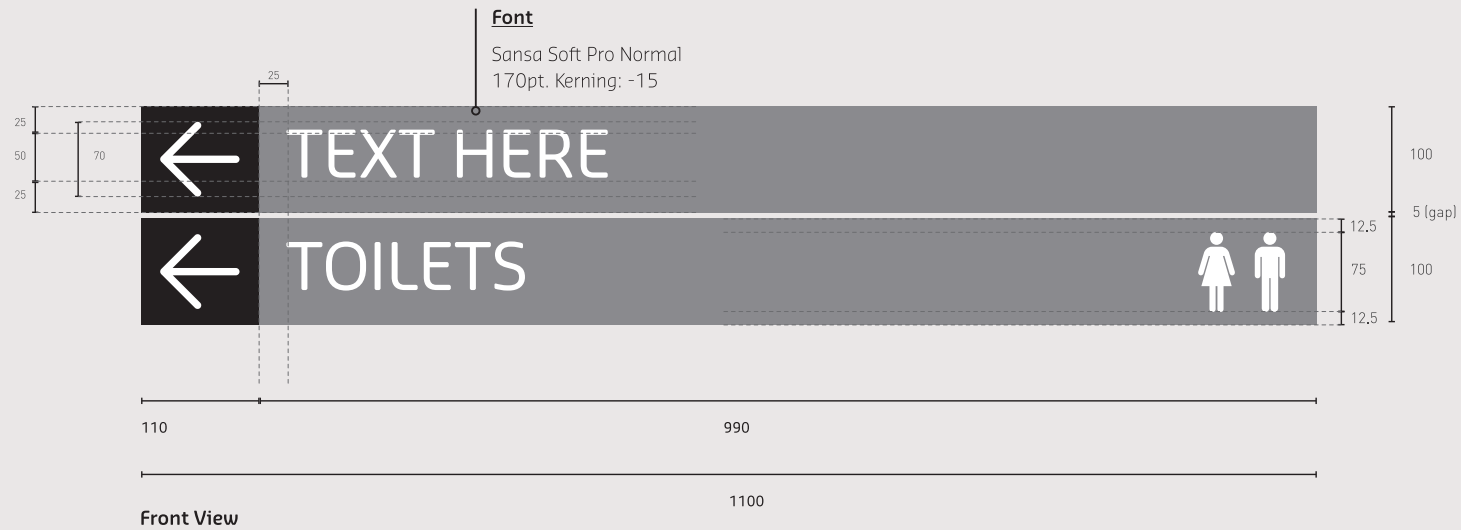 Font
Sansa Soft Pro Normal
170pt. Kerning: -15
25
25
50
70
25
TEXT HERE
100
5 (gap)
TOILETS
12.5
75
100
12.5
110
990
1100
Front View